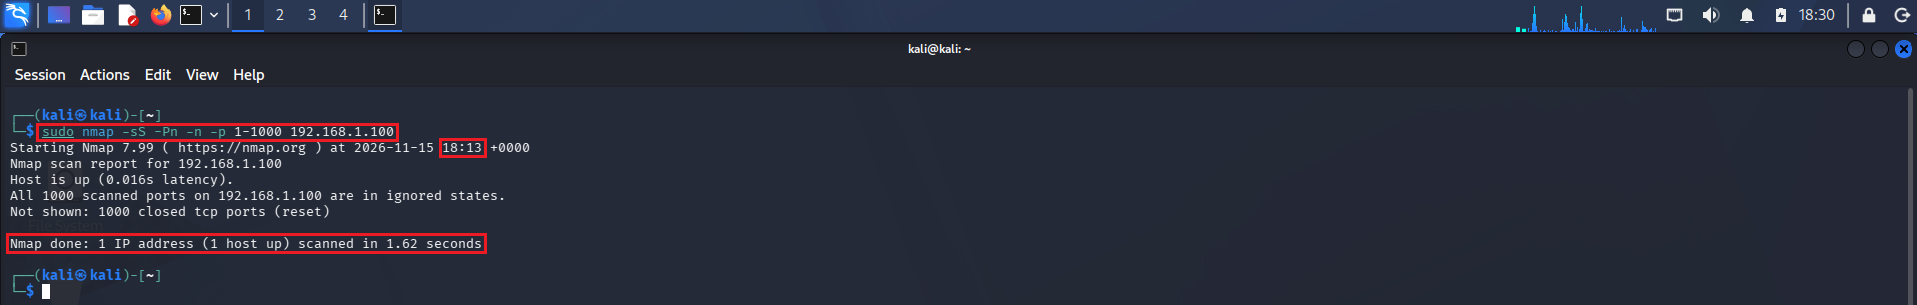 1 2 3 4 18:30
kali@kali: ~
Session Actions Edit View Help
┌──(kali㉿kali)-[~]
└─$ sudo nmap -sS -Pn -n -p 1-1000 192.168.1.100
Starting Nmap 7.99 ( https://nmap.org ) at 2026-11-15 18:13 +0000
Nmap scan report for 192.168.1.100
Host is up (0.016s latency).
All 1000 scanned ports on 192.168.1.100 are in ignored states.
Not shown: 1000 closed tcp ports (reset)
File System
Nmap done: 1 IP address (1 host up) scanned in 1.62 seconds
┌──(kali㉿kali)-[~]
└─$